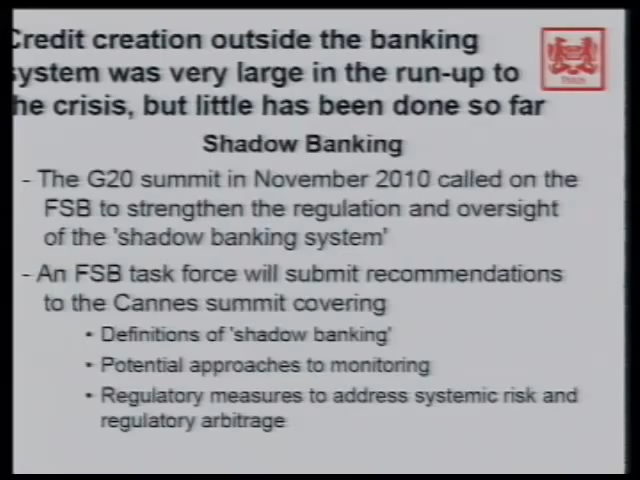 Credit creation outside the banking
system was very large in the run-up to
the crisis, but little has been done so far
Shadow Banking
- The G20 summit in November 2010 called on the
FSB to strengthen the regulation and oversight
of the 'shadow banking system'
- An FSB task force will submit recommendations
to the Cannes summit covering
• Definitions of 'shadow banking'
• Potential approaches to monitoring
• Regulatory measures to address systemic risk and
regulatory arbitrage